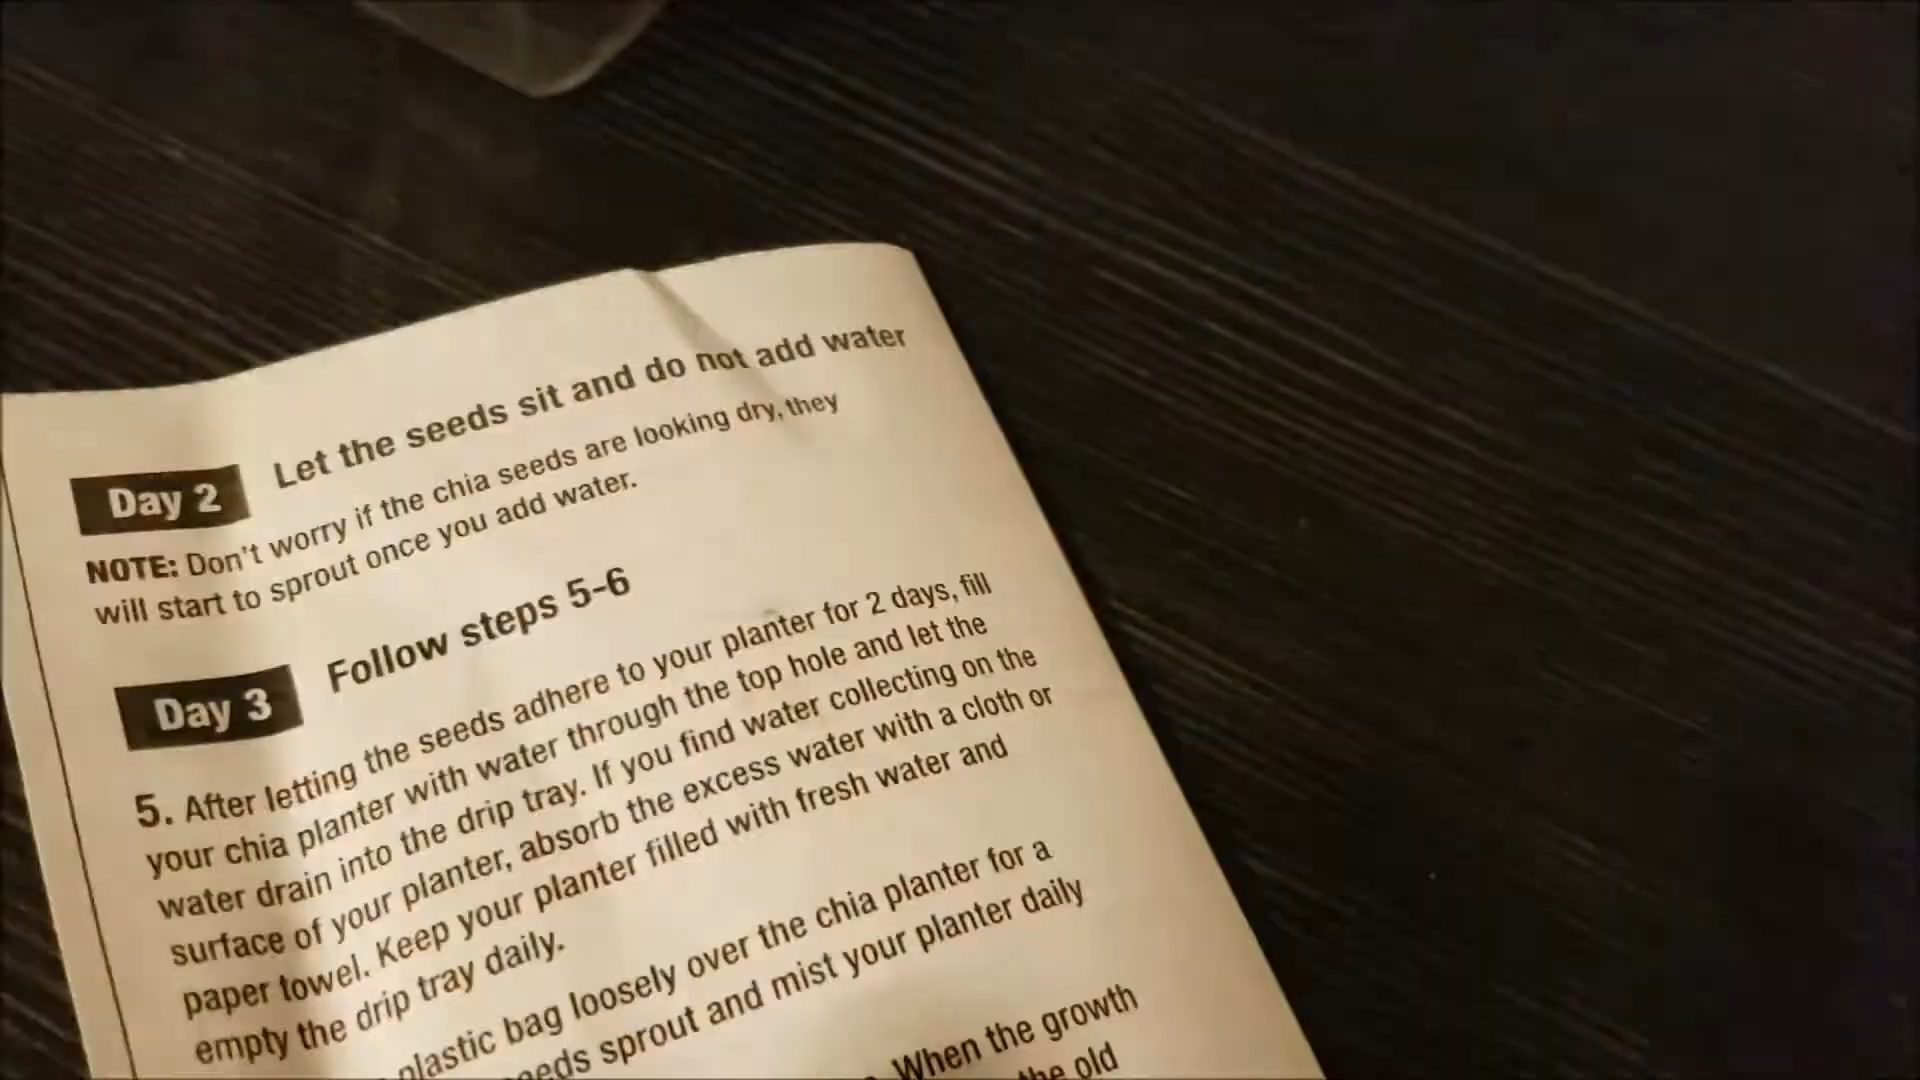 Day 2 Let the seeds sit and do not add water
NOTE: Don't worry if the chia seeds are looking dry, they
will start to sprout once you add water.
Day 3 Follow steps 5-6
5. After letting the seeds adhere to your planter for 2 days, fill
your chia planter with water through the top hole and let the
water drain into the drip tray. If you find water collecting on the
surface of your planter, absorb the excess water with a cloth or
paper towel. Keep your planter filled with fresh water and
empty the drip tray daily.
plastic bag loosely over the chia planter for a
sprout and mist your planter daily
When the growth
the old